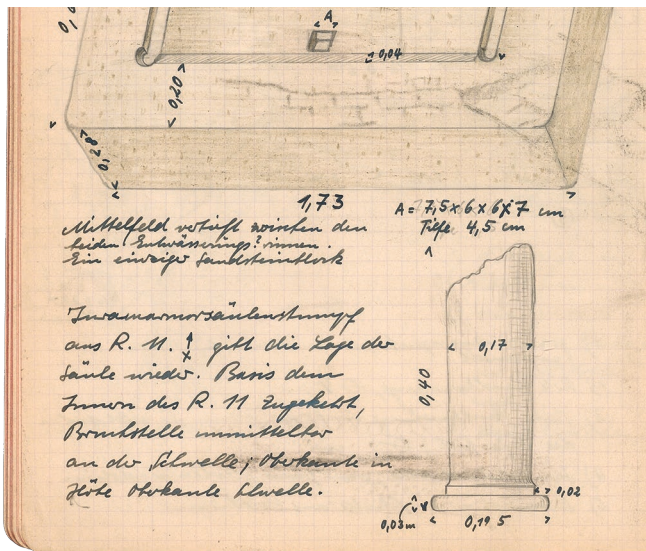 A
0,04
0,20
0,28
1,73
A = 7,5 x 6 x 6 x 7 cm
Tiefe 4,5 cm
Mittelfeld vertieft zwischen den
beiden Entwässerungs?rinnen.
Ein einziger Sandsteinblock
Juramarmorsäulenstumpf
aus R. 11. x gibt die Lage der
Säule wieder. Basis dem
Innern des R. 11 zugekehrt,
Bruchstelle unmittelbar
an der Schwelle, Oberkante in
Höhe Oberkante Schwelle.
0,17
0,40
0,02
0,03m
0,19 5